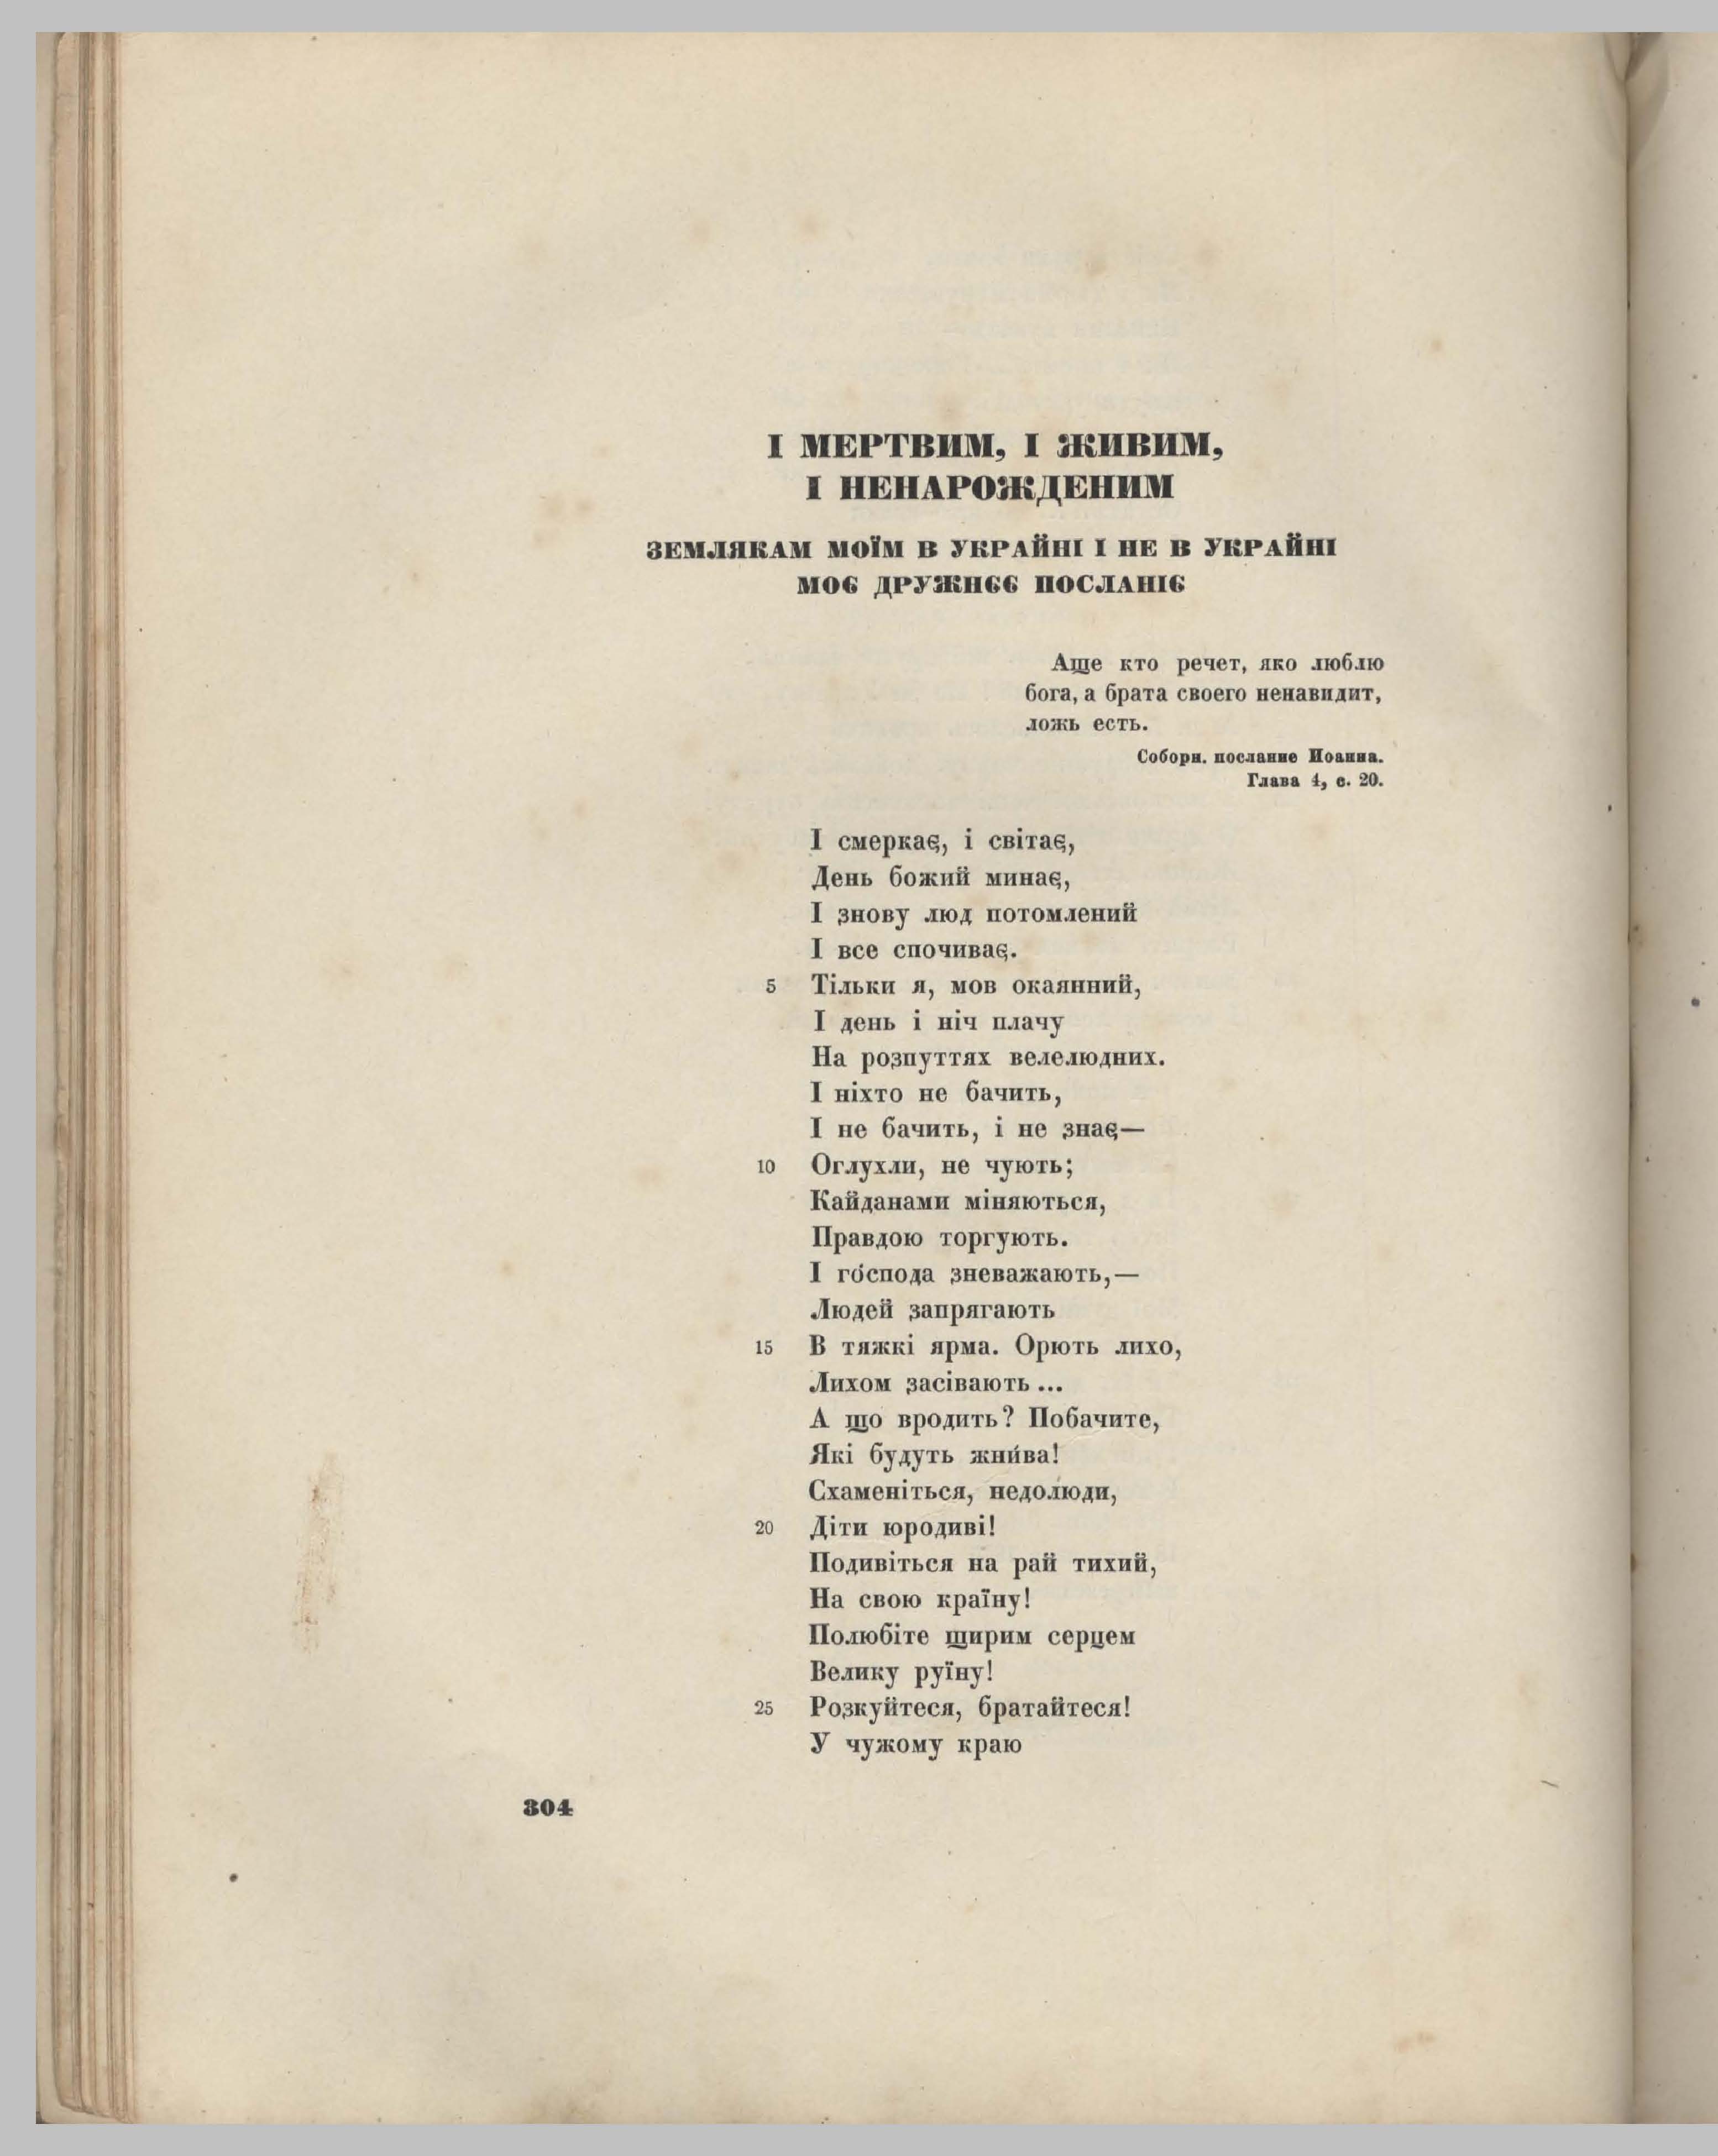 І МЕРТВИМ, І ЖИВИМ,
І НЕНАРОЖДЕНИМ
ЗЕМЛЯКАМ МОЇМ В УКРАЙНІ І НЕ В УКРАЙНІ
МОЄ ДРУЖНЄЄ ПОСЛАНІЄ
Аще кто речет, яко люблю
бога, а брата своего ненавидит,
ложь есть.
Соборн. послание Иоанна.
Глава 4, с. 20.
І смеркає, і світає,
День божий минає,
І знову люд потомлений
І все спочиває.
5 Тільки я, мов окаянний,
І день і ніч плачу
На розпуттях велелюдних.
І ніхто не бачить,
І не бачить, і не знає—
10 Оглухли, не чують;
Кайданами міняються,
Правдою торгують.
І го́спода зневажають,—
Людей запрягають
15 В тяжкі ярма. Орють лихо,
Лихом засівають...
А що вродить? Побачите,
Які будуть жни́ва!
Схаменіться, недолюди,
20 Діти юродиві!
Подивіться на рай тихий,
На свою країну!
Полюбіте щирим серцем
Велику руїну!
25 Розкуйтеся, братайтеся!
У чужому краю
304